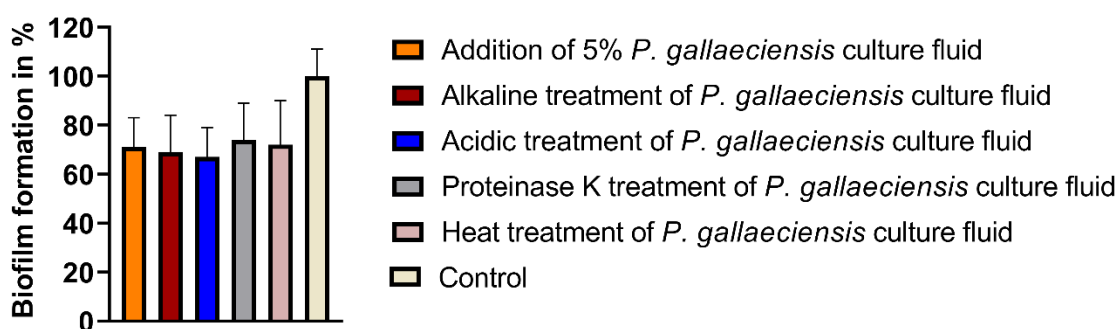 Biofilm formation in %
120
100
80
60
40
20
0
Addition of 5% P. gallaeciensis culture fluid
Alkaline treatment of P. gallaeciensis culture fluid
Acidic treatment of P. gallaeciensis culture fluid
Proteinase K treatment of P. gallaeciensis culture fluid
Heat treatment of P. gallaeciensis culture fluid
Control